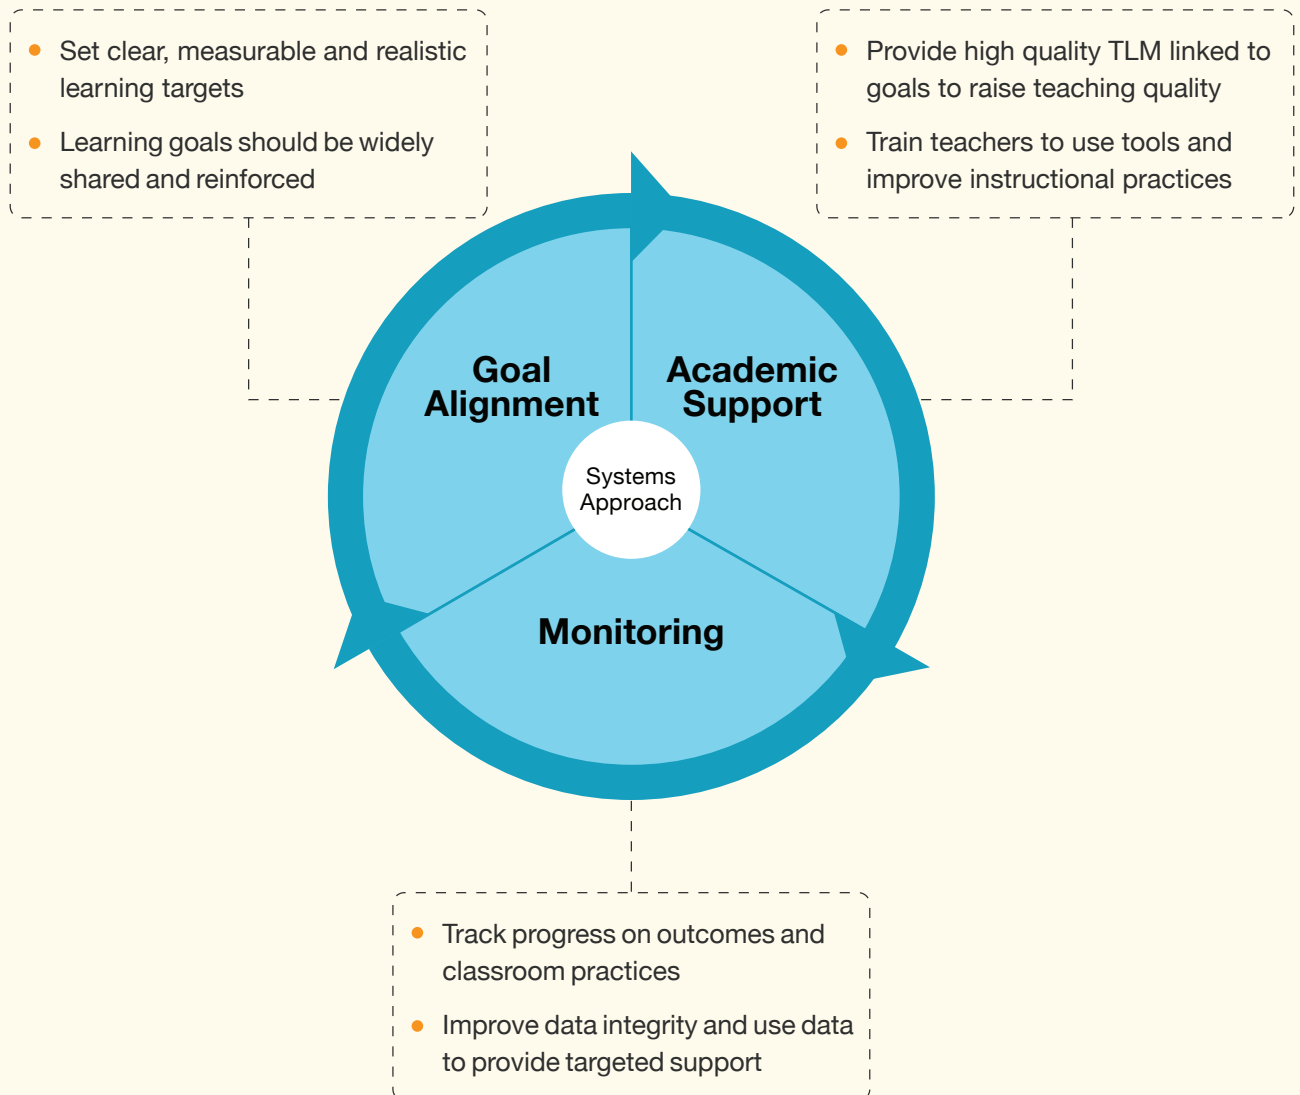 Set clear, measurable and realistic
learning targets
Learning goals should be widely
shared and reinforced
Provide high quality TLM linked to
goals to raise teaching quality
Train teachers to use tools and
improve instructional practices
Goal
Alignment
Academic
Support
Systems
Approach
Monitoring
Track progress on outcomes and
classroom practices
Improve data integrity and use data
to provide targeted support